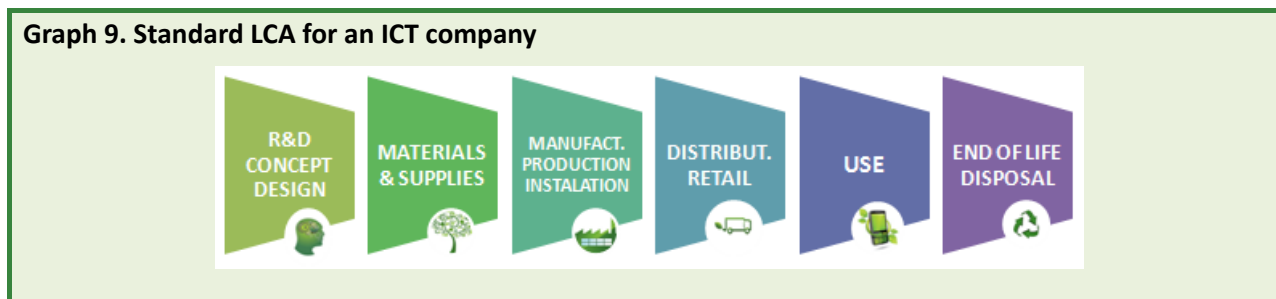 Graph 9. Standard LCA for an ICT company
R&D
CONCEPT
DESIGN
MATERIALS
& SUPPLIES
MANUFACT.
PRODUCTION
INSTALATION
DISTRIBUT.
RETAIL
USE
END OF LIFE
DISPOSAL